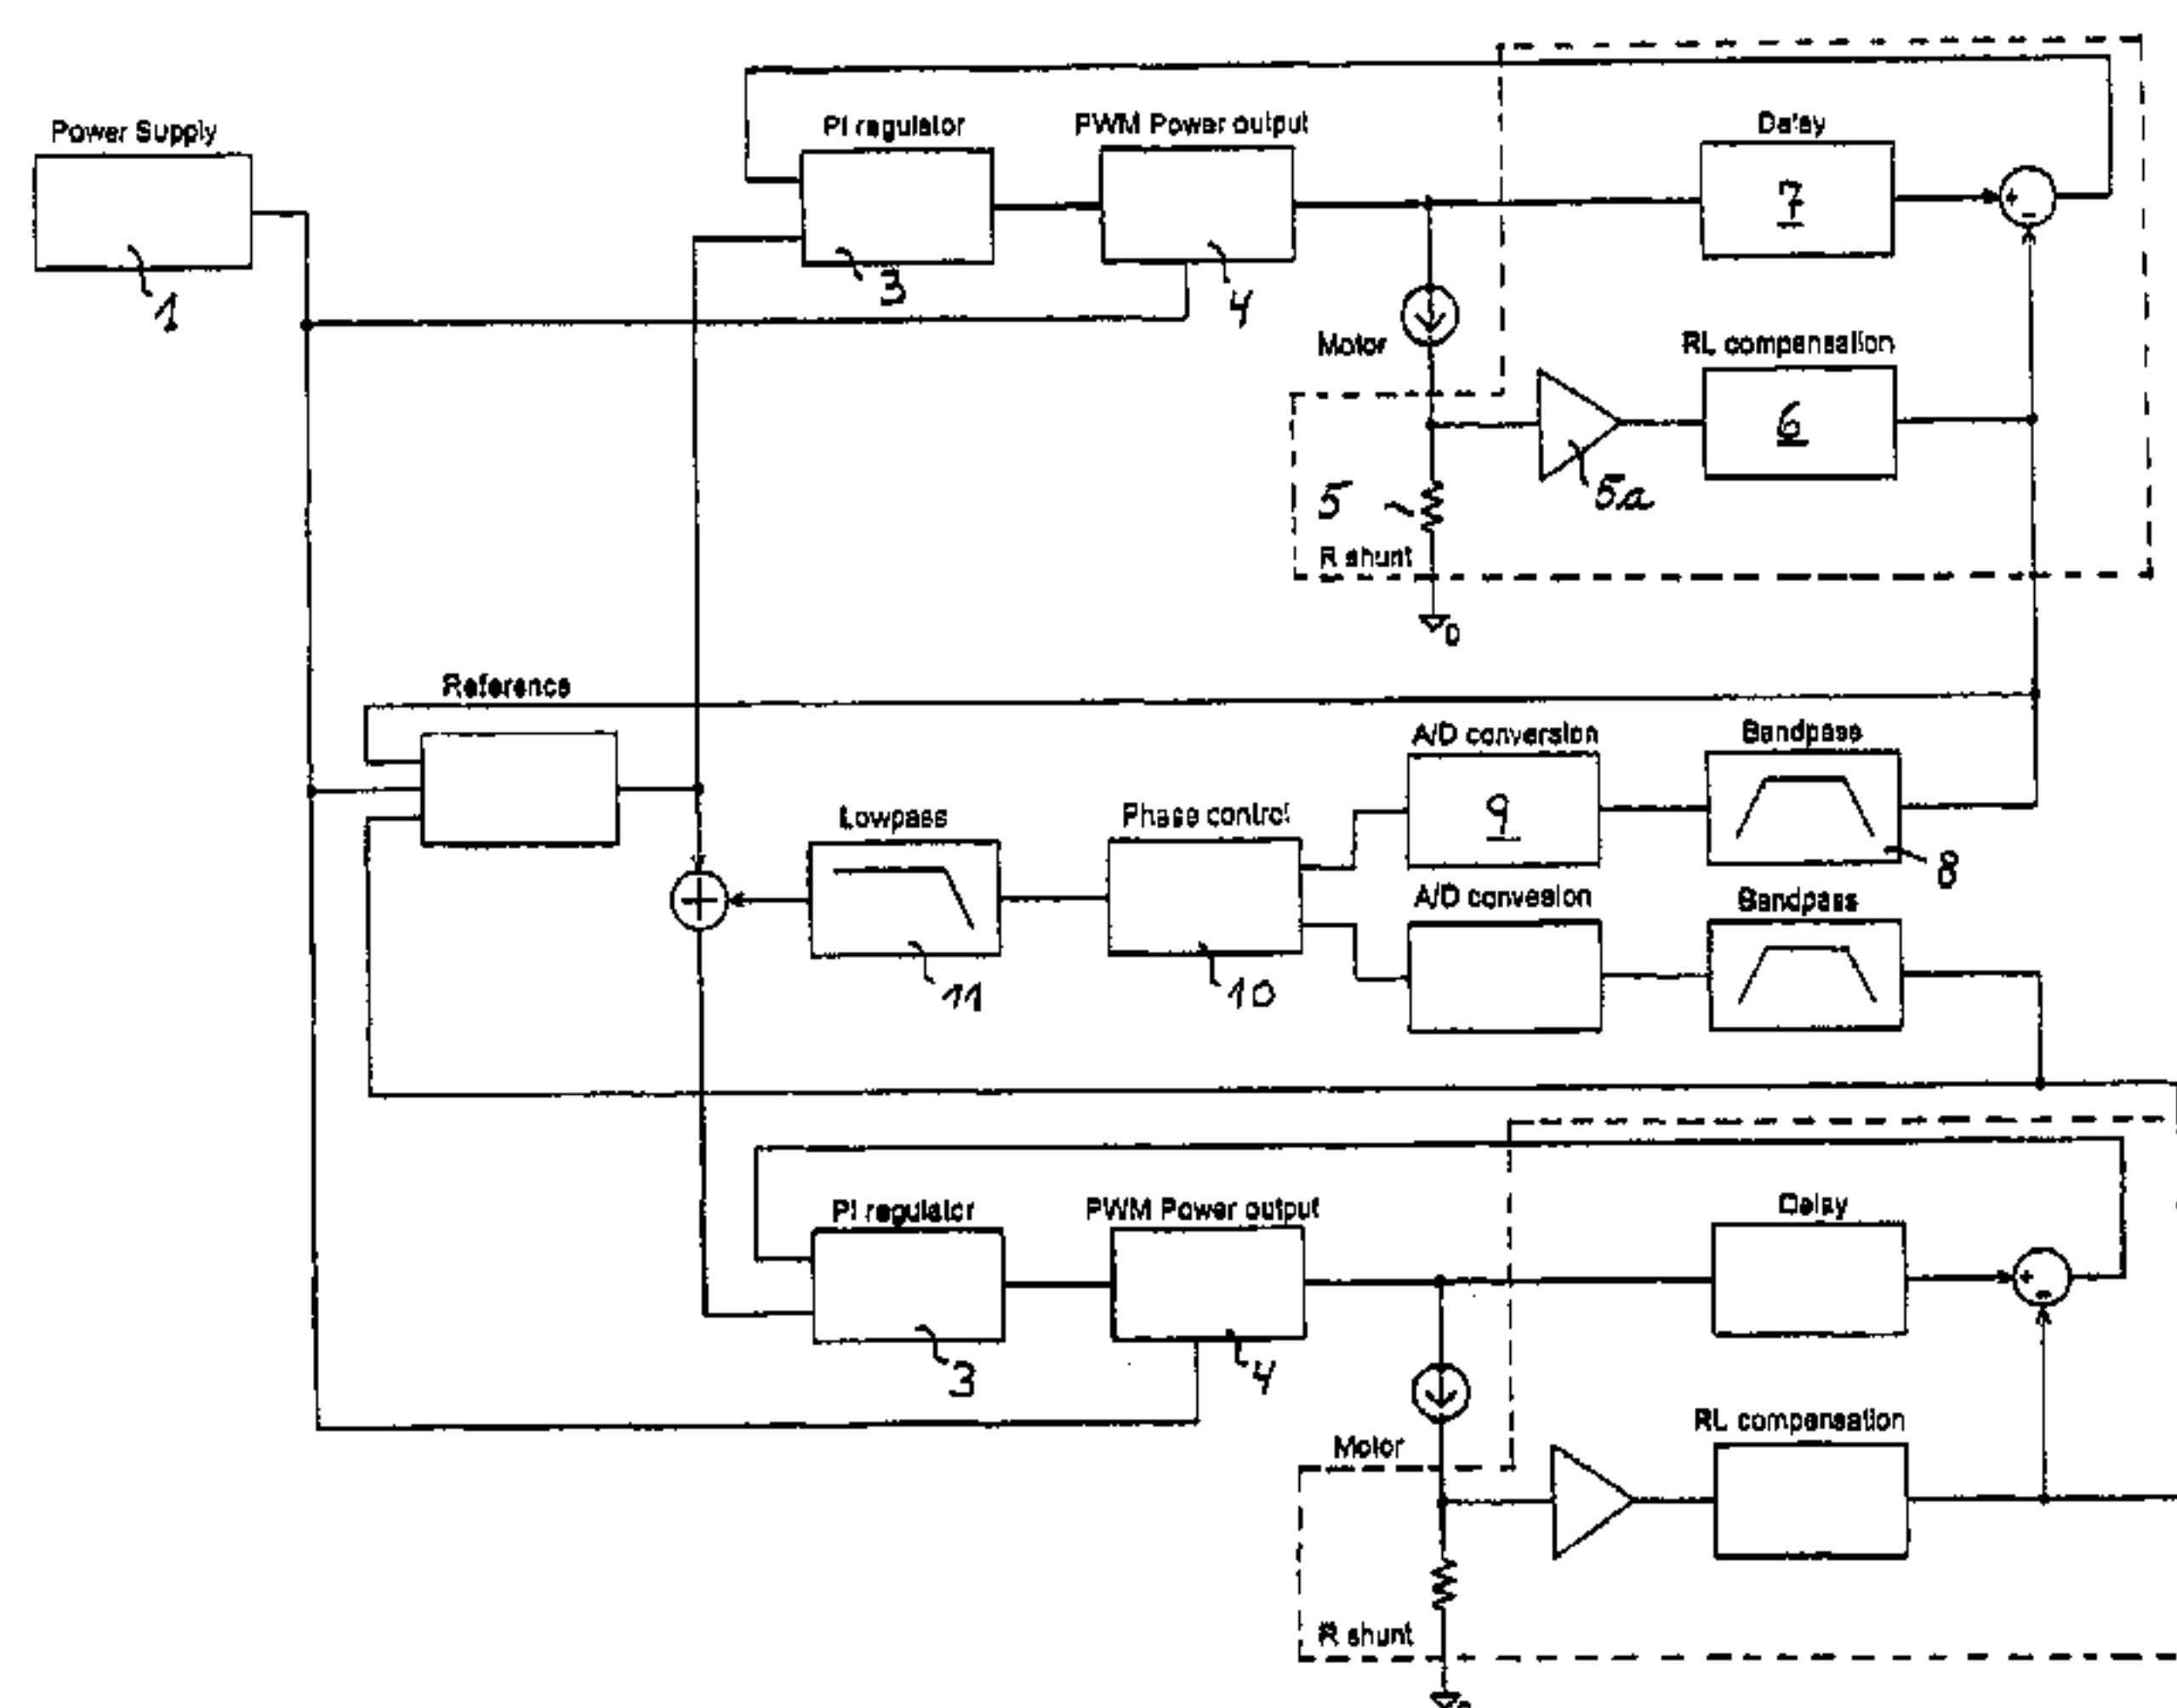 Power Supply
1
PI regulator
3
PWM Power output
4
Delay
7
+
-
Motor
RL compensation
6
5a
5
R shunt
0
Reference
Lowpass
11
Phase control
10
A/D conversion
9
Bandpass
8
A/D convesion
Bandpass
+
PI regulator
3
PWM Power output
4
Delay
+
-
Motor
RL compensation
R shunt